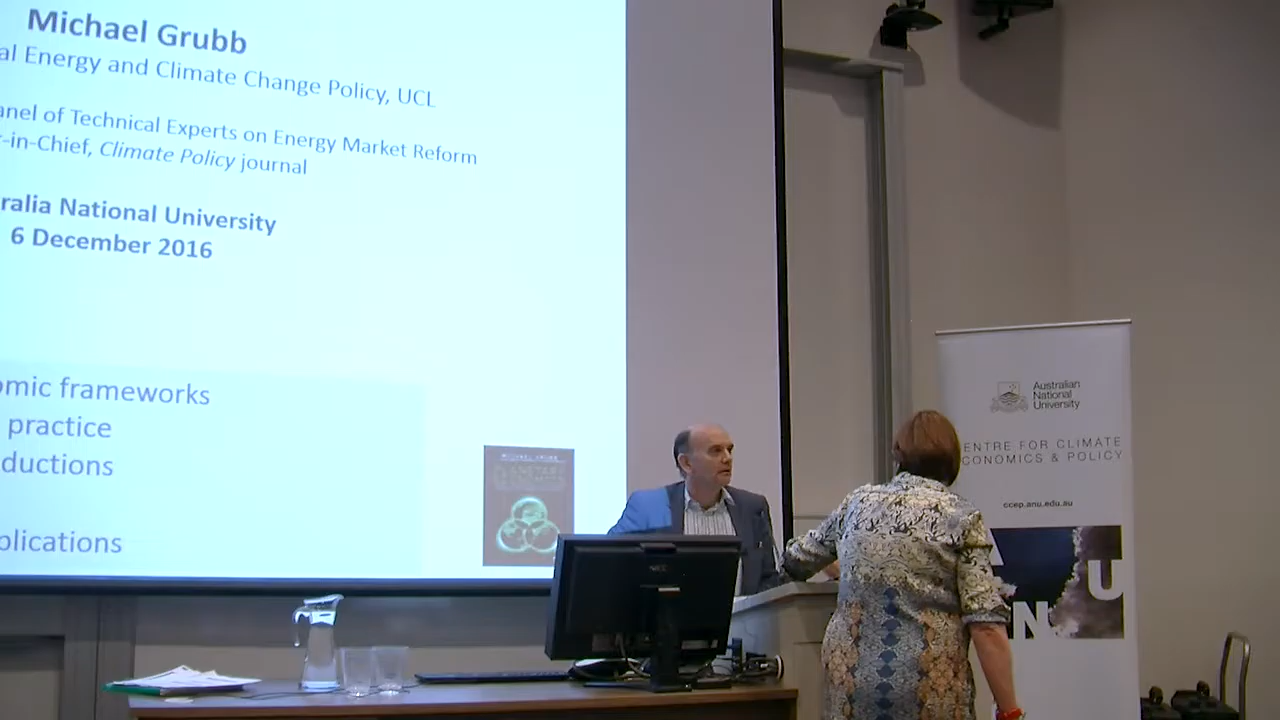 Michael Grubb
al Energy and Climate Change Policy, UCL
anel of Technical Experts on Energy Market Reform
-in-Chief, Climate Policy journal
ralia National University
6 December 2016
omic frameworks
practice
ductions
plications
NEC
Australian
National
University
ENTRE FOR CLIMATE
CONOMICS & POLICY
ccep.anu.edu.au
A
N
U